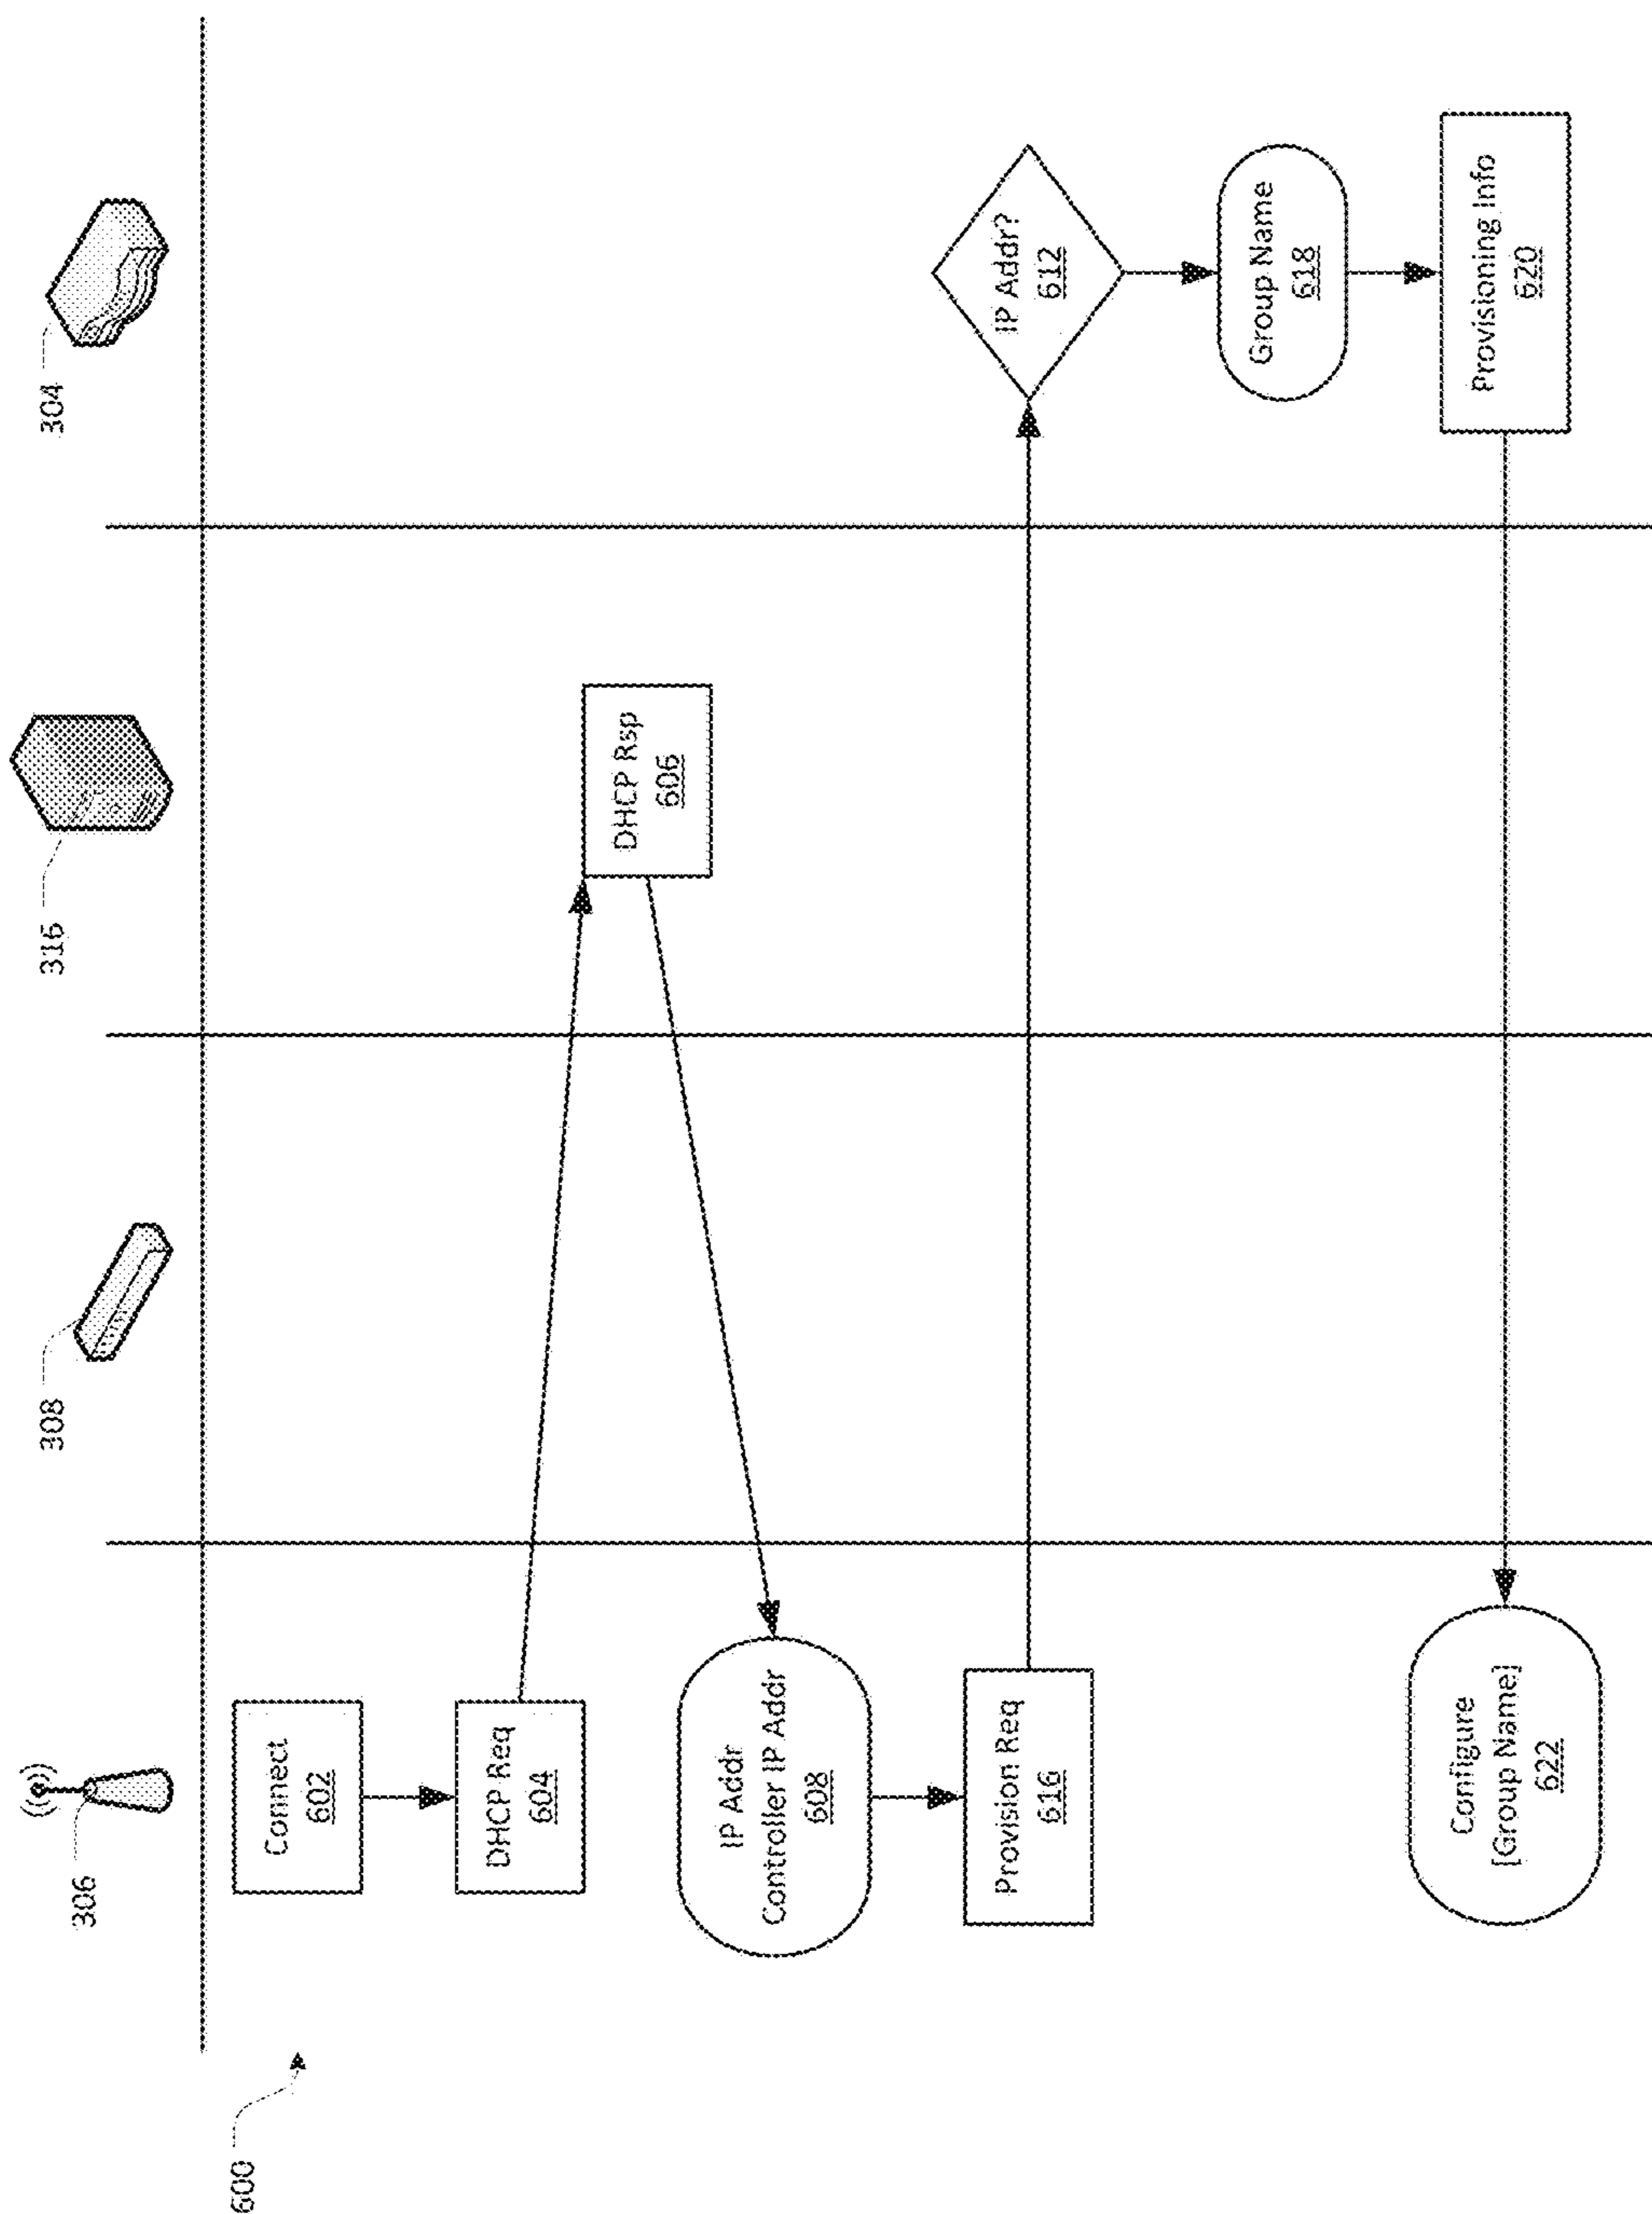 600
306
308
316
304
Connect
602
DHCP Req
604
DHCP Rsp
606
IP Addr
Controller IP Addr
608
Provision Req
616
IP Addr?
612
Group Name
618
Provisioning Info
620
Configure
[Group Name]
622